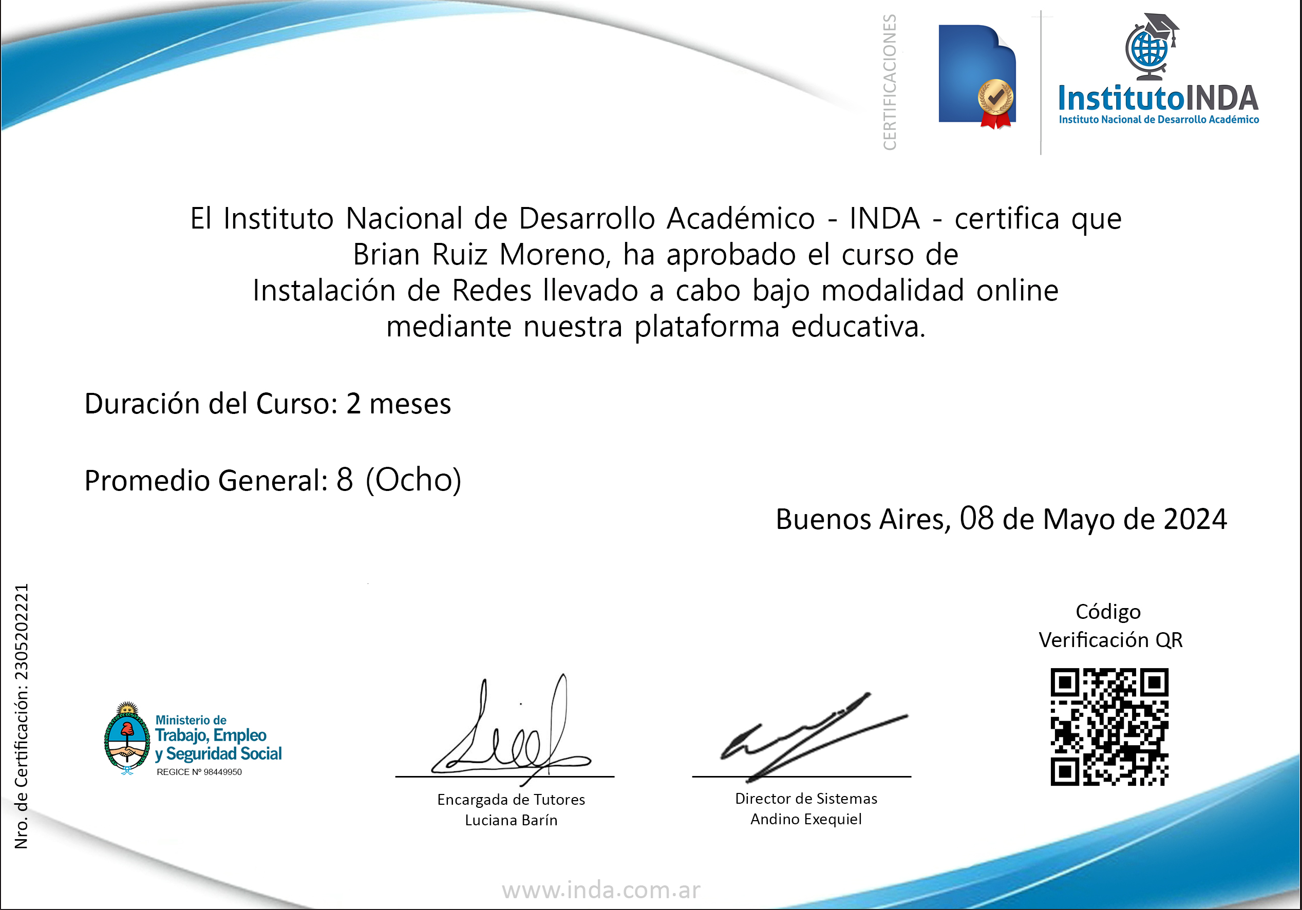 CERTIFICACIONES
InstitutoINDA
Instituto Nacional de Desarrollo Académico
El Instituto Nacional de Desarrollo Académico - INDA - certifica que
Brian Ruiz Moreno, ha aprobado el curso de
Instalación de Redes llevado a cabo bajo modalidad online
mediante nuestra plataforma educativa.
Duración del Curso: 2 meses
Promedio General: 8 (Ocho)
Buenos Aires, 08 de Mayo de 2024
Nro. de Certificación: 2305202221
Código
Verificación QR
Ministerio de
Trabajo, Empleo
y Seguridad Social
REGICE Nº 98449950
Encargada de Tutores
Luciana Barín
Director de Sistemas
Andino Exequiel
www.inda.com.ar